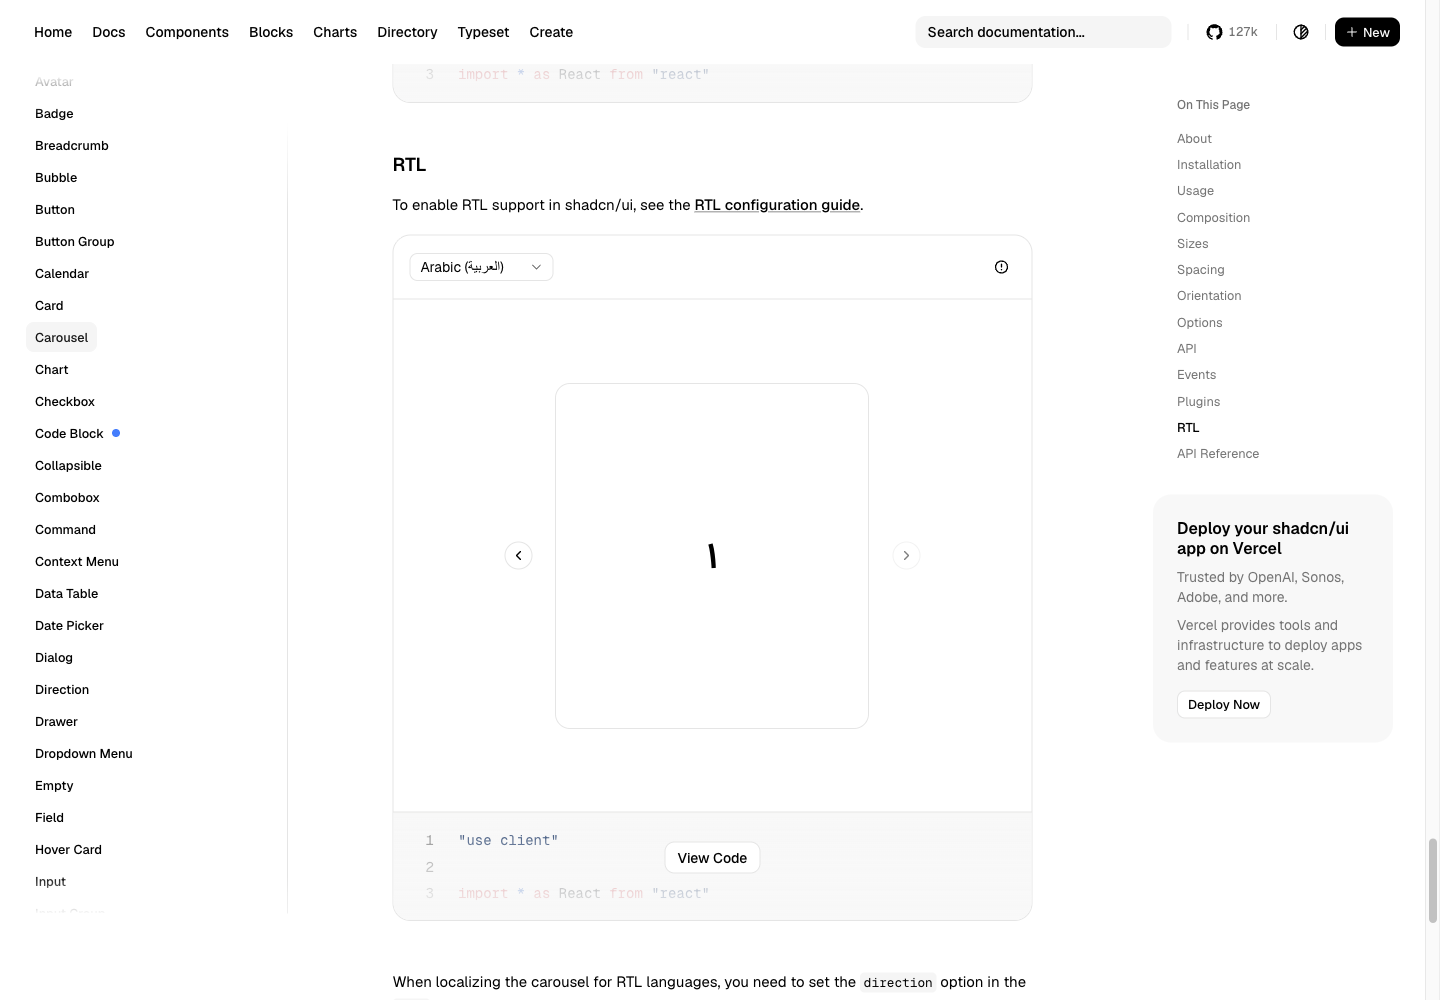 Home Docs Components Blocks Charts Directory Typeset Create
Search documentation...
127k
New
Avatar
Badge
Breadcrumb
Bubble
Button
Button Group
Calendar
Card
Carousel
Chart
Checkbox
Code Block
Collapsible
Combobox
Command
Context Menu
Data Table
Date Picker
Dialog
Direction
Drawer
Dropdown Menu
Empty
Field
Hover Card
Input
3 import * as React from "react"
RTL
To enable RTL support in shadcn/ui, see the RTL configuration guide.
Arabic (العربية)
١
1 "use client"
2
View Code
3 import * as React from "react"
When localizing the carousel for RTL languages, you need to set the direction option in the
On This Page
About
Installation
Usage
Composition
Sizes
Spacing
Orientation
Options
API
Events
Plugins
RTL
API Reference
Deploy your shadcn/ui
app on Vercel
Trusted by OpenAI, Sonos,
Adobe, and more.
Vercel provides tools and
infrastructure to deploy apps
and features at scale.
Deploy Now